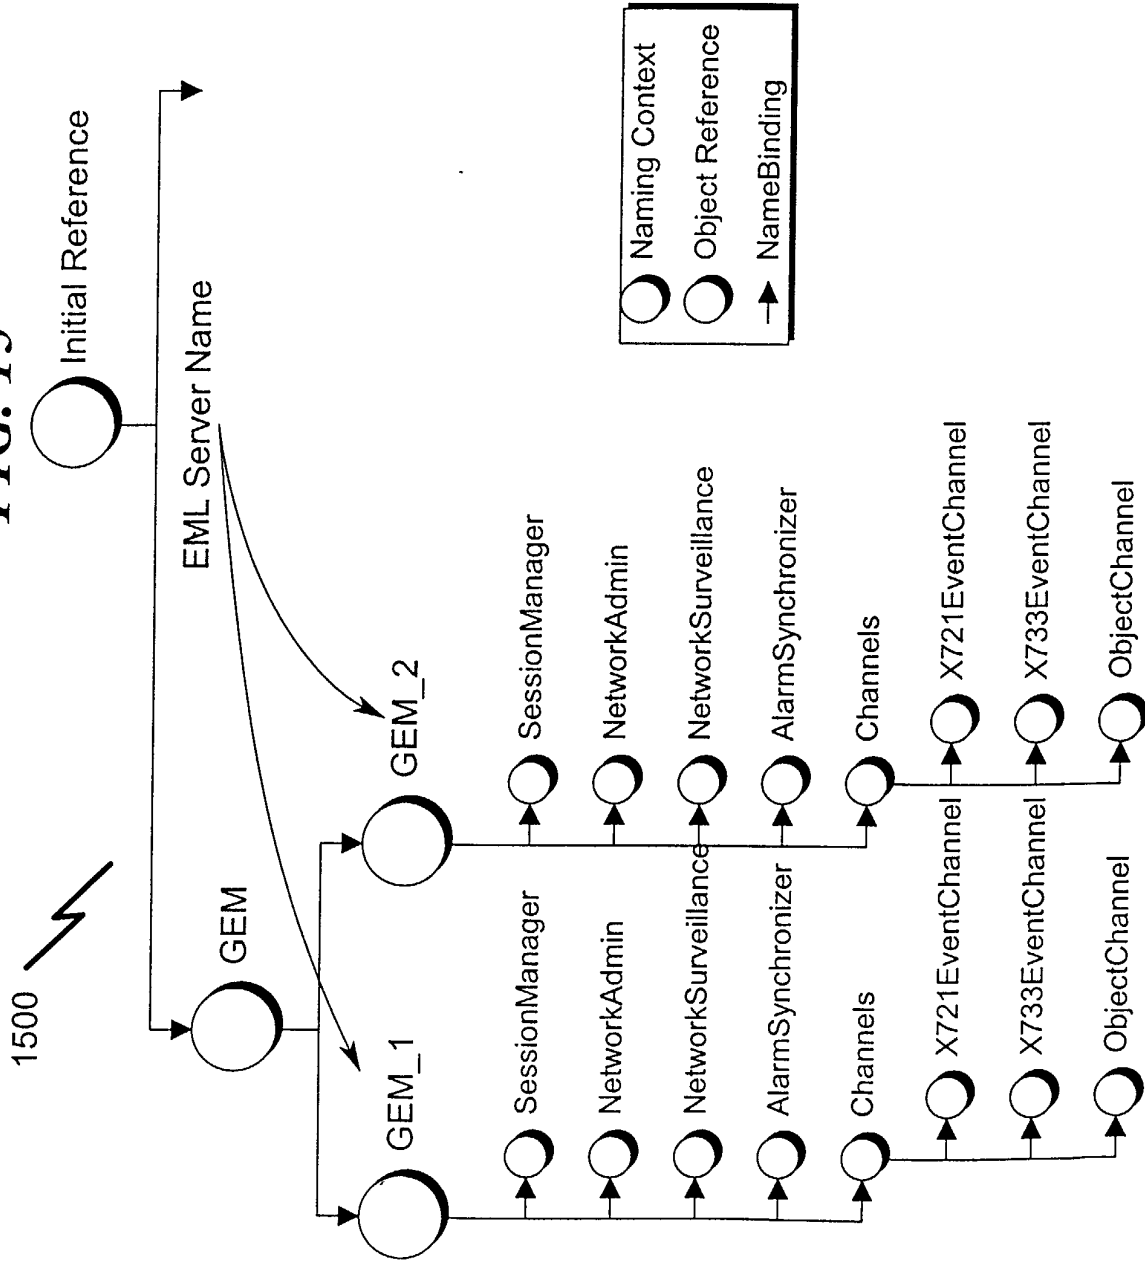 FIG. 15
1500
Initial Reference
EML Server Name
GEM
GEM_1
SessionManager
NetworkAdmin
NetworkSurveillance
AlarmSynchronizer
Channels
X721EventChannel
X733EventChannel
ObjectChannel
GEM_2
SessionManager
NetworkAdmin
NetworkSurveillance
AlarmSynchronizer
Channels
X721EventChannel
X733EventChannel
ObjectChannel
Naming Context
Object Reference
NameBinding